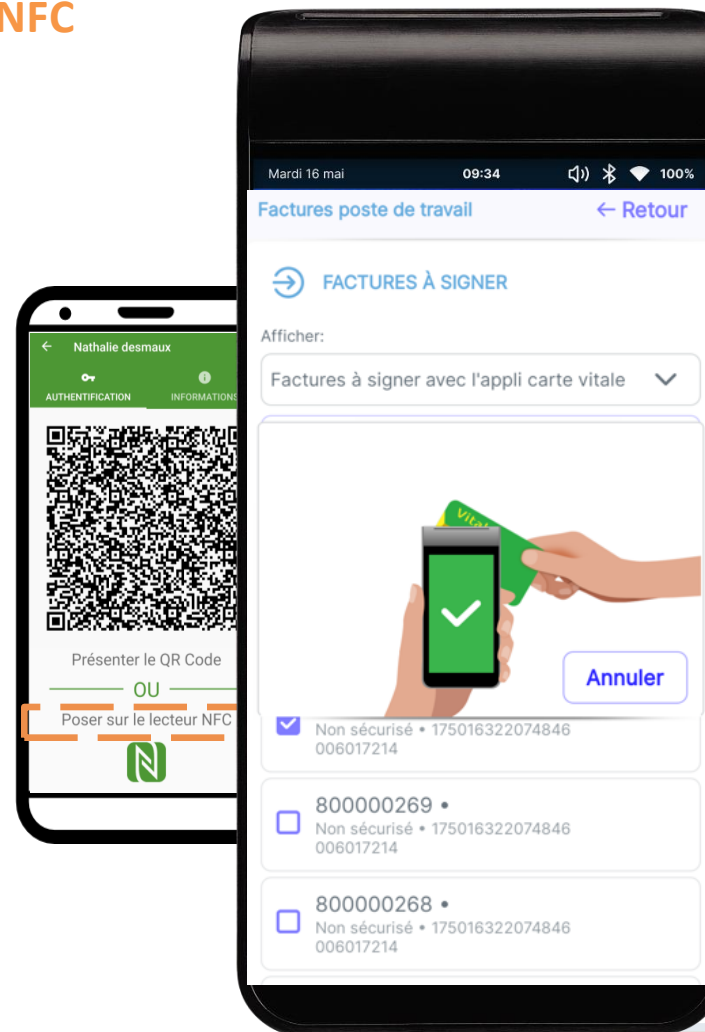 NFC
Mardi 16 mai 09:34 100%
Factures poste de travail ← Retour
FACTURES À SIGNER
Afficher:
Factures à signer avec l'appli carte vitale
Annuler
Non sécurisé • 175016322074846
006017214
800000269 •
Non sécurisé • 175016322074846
006017214
800000268 •
Non sécurisé • 175016322074846
006017214
← Nathalie desmaux
AUTHENTIFICATION INFORMATIONS
Présenter le QR Code
OU
Poser sur le lecteur NFC